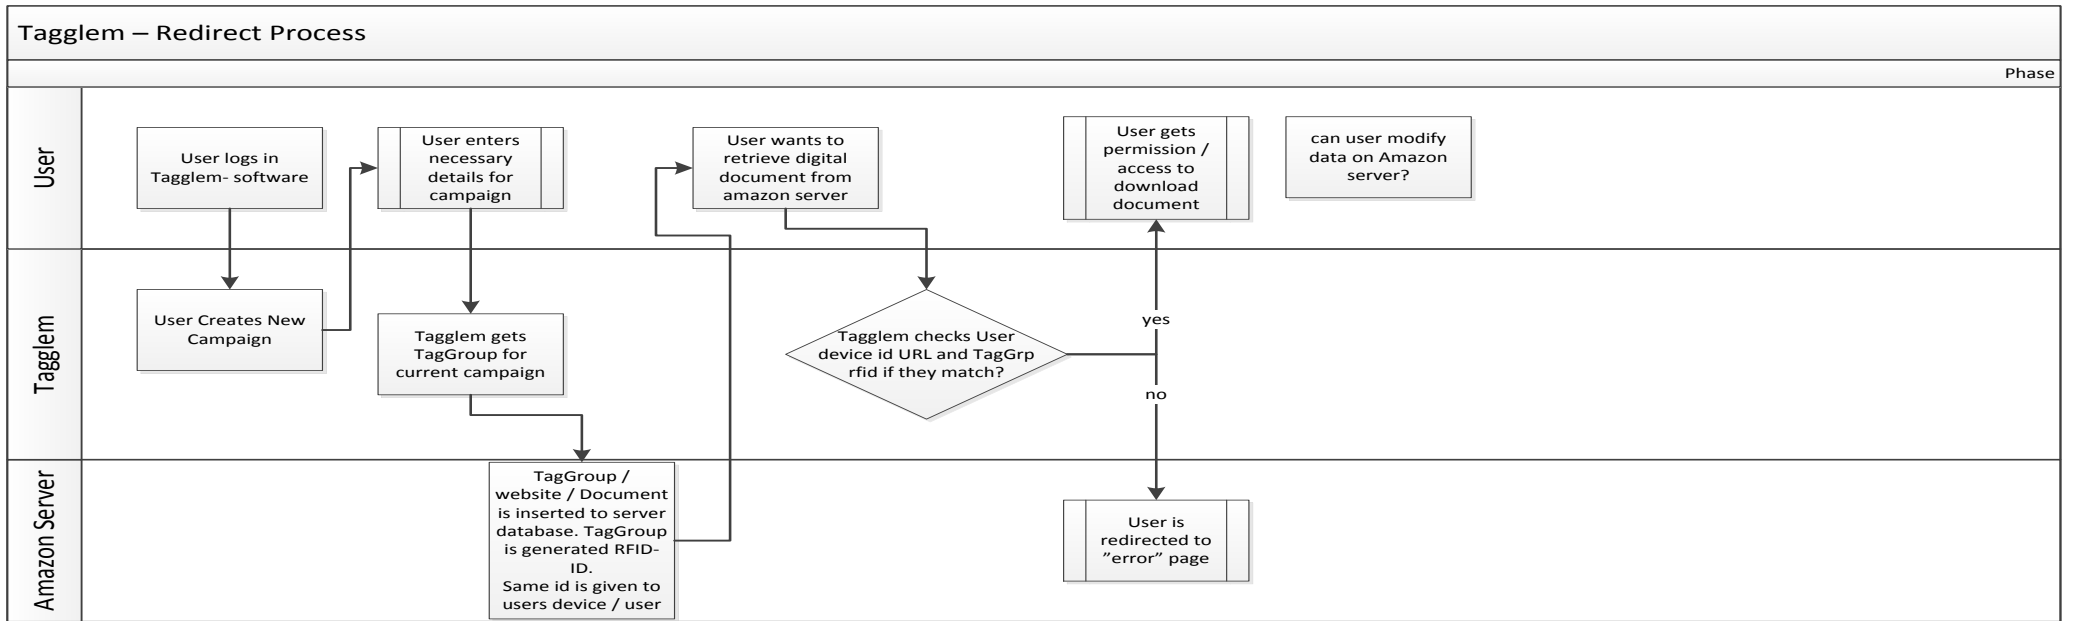 Tagglem – Redirect Process
Phase
User
User logs in
Tagglem- software
User enters
necessary
details for
campaign
User wants to
retrieve digital
document from
amazon server
User gets
permission /
access to
download
document
can user modify
data on Amazon
server?
Tagglem
User Creates New
Campaign
Tagglem gets
TagGroup for
current campaign
Tagglem checks User
device id URL and TagGrp
rfid if they match?
yes
no
Amazon Server
TagGroup /
website / Document
is inserted to server
database. TagGroup
is generated RFID-
ID.
Same id is given to
users device / user
User is
redirected to
”error” page